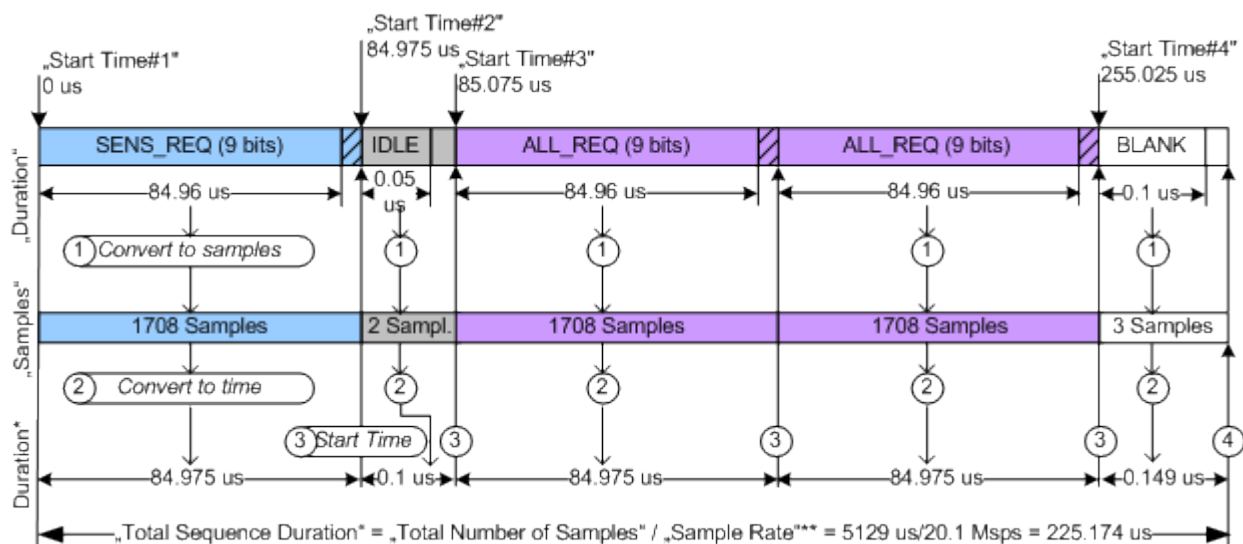 „Start Time#1"
0 us
„Start Time#2"
84.975 us
„Start Time#3"
85.075 us
„Start Time#4"
255.025 us
SENS_REQ (9 bits)
IDLE
ALL_REQ (9 bits)
ALL_REQ (9 bits)
BLANK
„Duration"
84.96 us
0.05
us
84.96 us
84.96 us
0.1 us
1 Convert to samples
1
1
1
1
„Samples"
1708 Samples
2 Sampl.
1708 Samples
1708 Samples
3 Samples
2 Convert to time
2
2
2
2
3 Start Time
3
3
3
4
Duration*
84.975 us
0.1 us
84.975 us
84.975 us
0.149 us
„Total Sequence Duration" = „Total Number of Samples" / „Sample Rate"** = 5129 us/20.1 Msps = 225.174 us